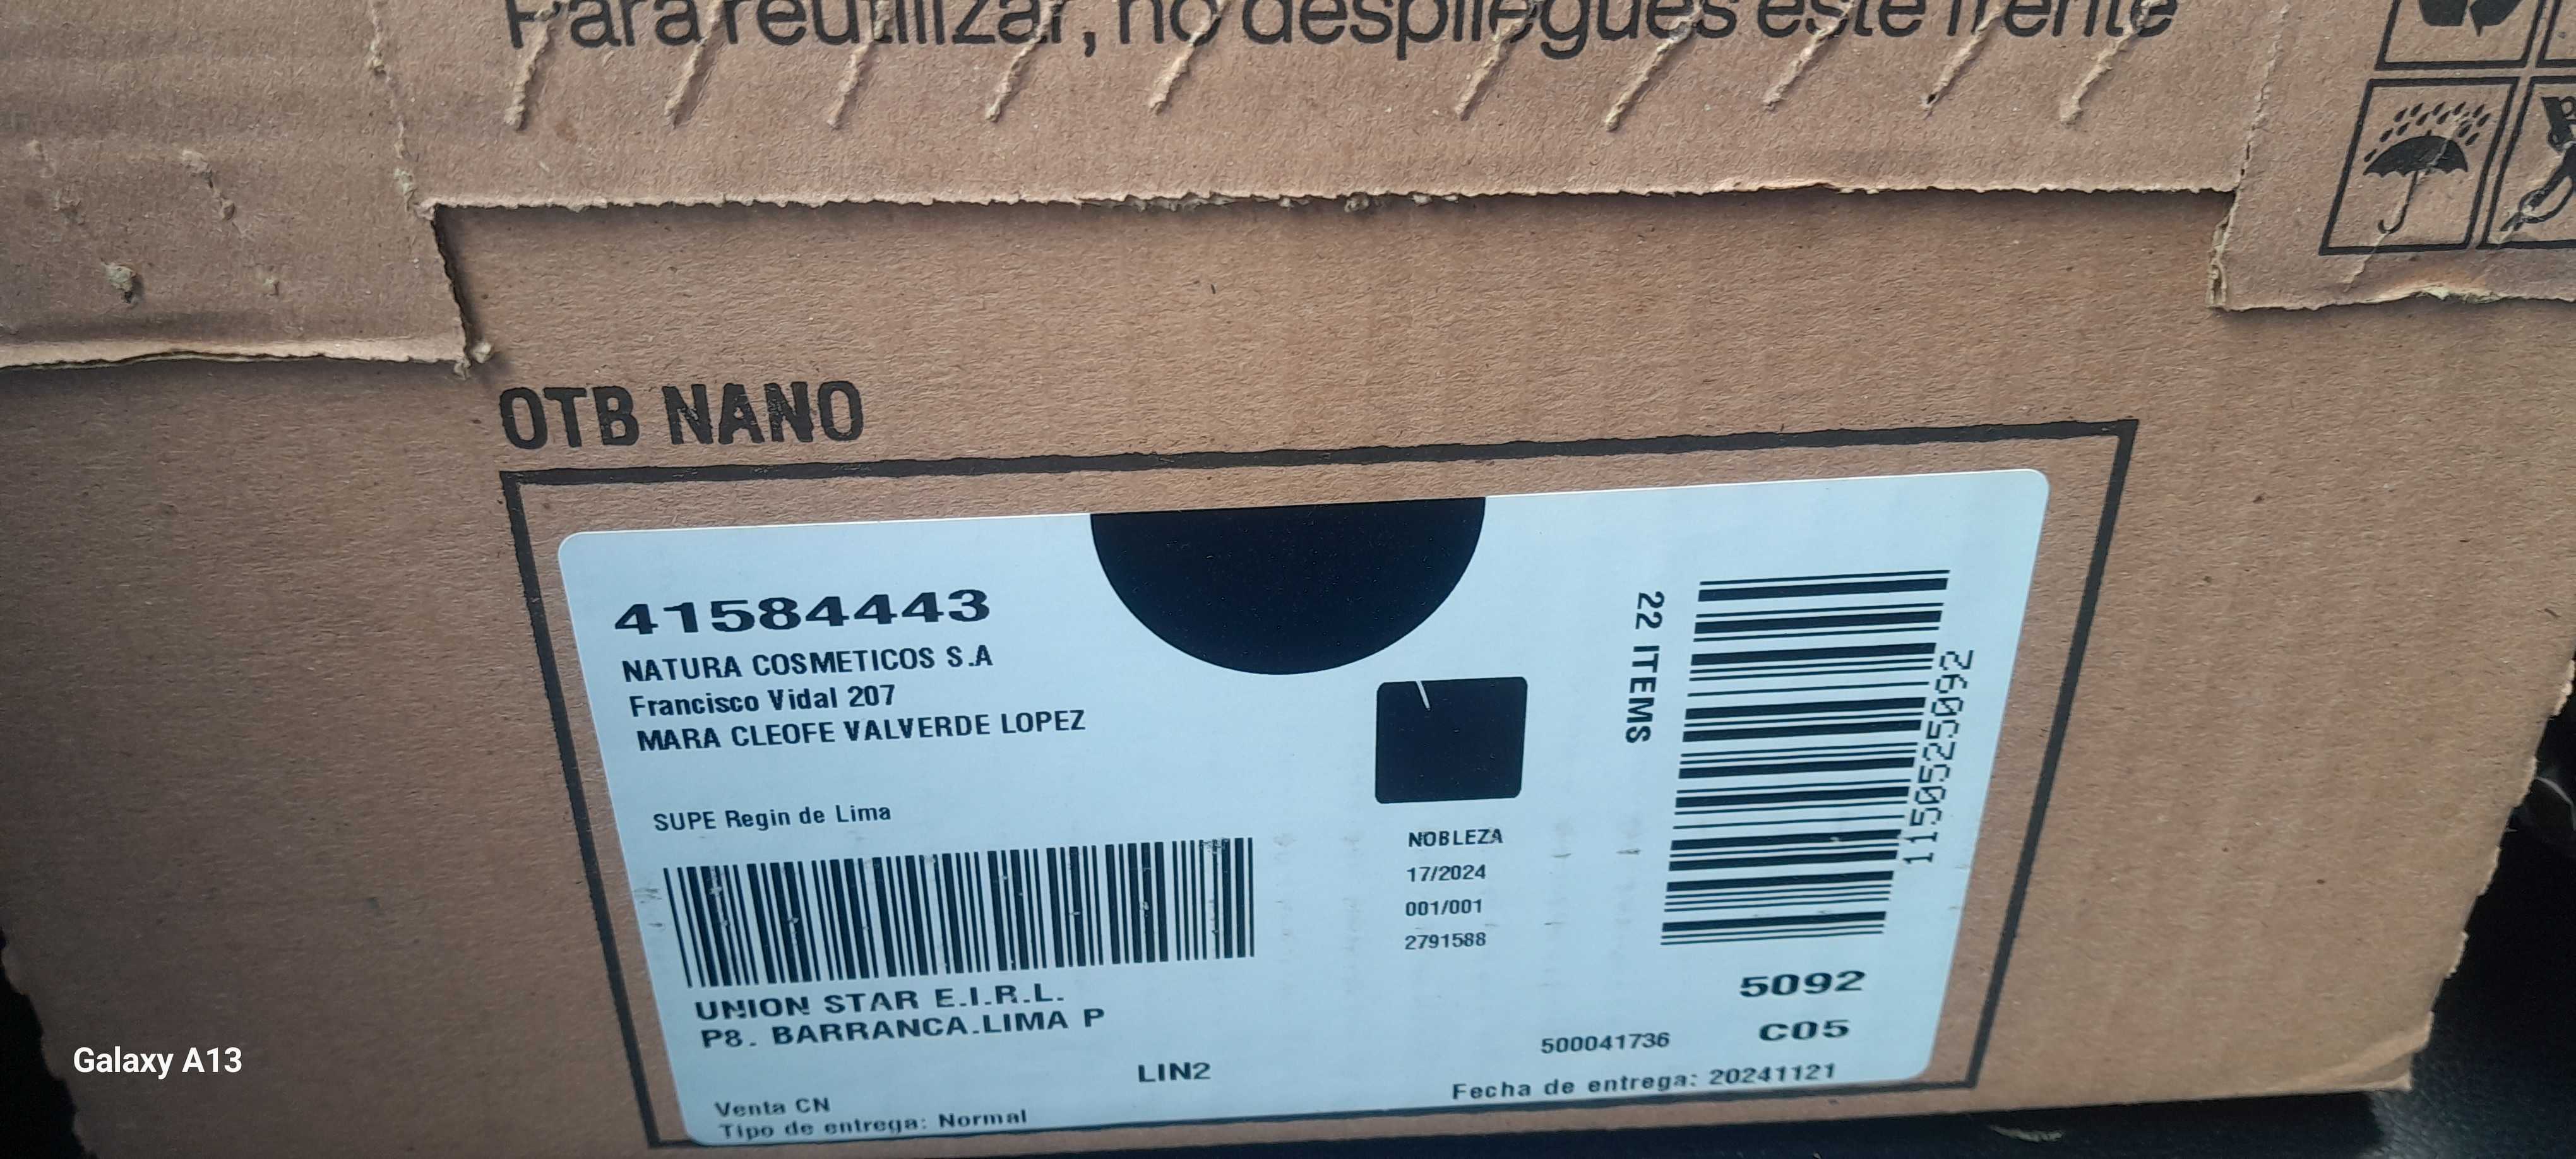 Para reutilizar, no despliegues este frente
OTB NANO
41584443
NATURA COSMETICOS S.A
Francisco Vidal 207
MARA CLEOFE VALVERDE LOPEZ
SUPE Regin de Lima
UNION STAR E.I.R.L.
P8. BARRANCA.LIMA P
LIN2
Venta CN
Tipo de entrega: Normal
22 ITEMS
11505255092
NOBLEZA
17/2024
001/001
2791588
5092
C05
500041736
Fecha de entrega: 20241121
Galaxy A13